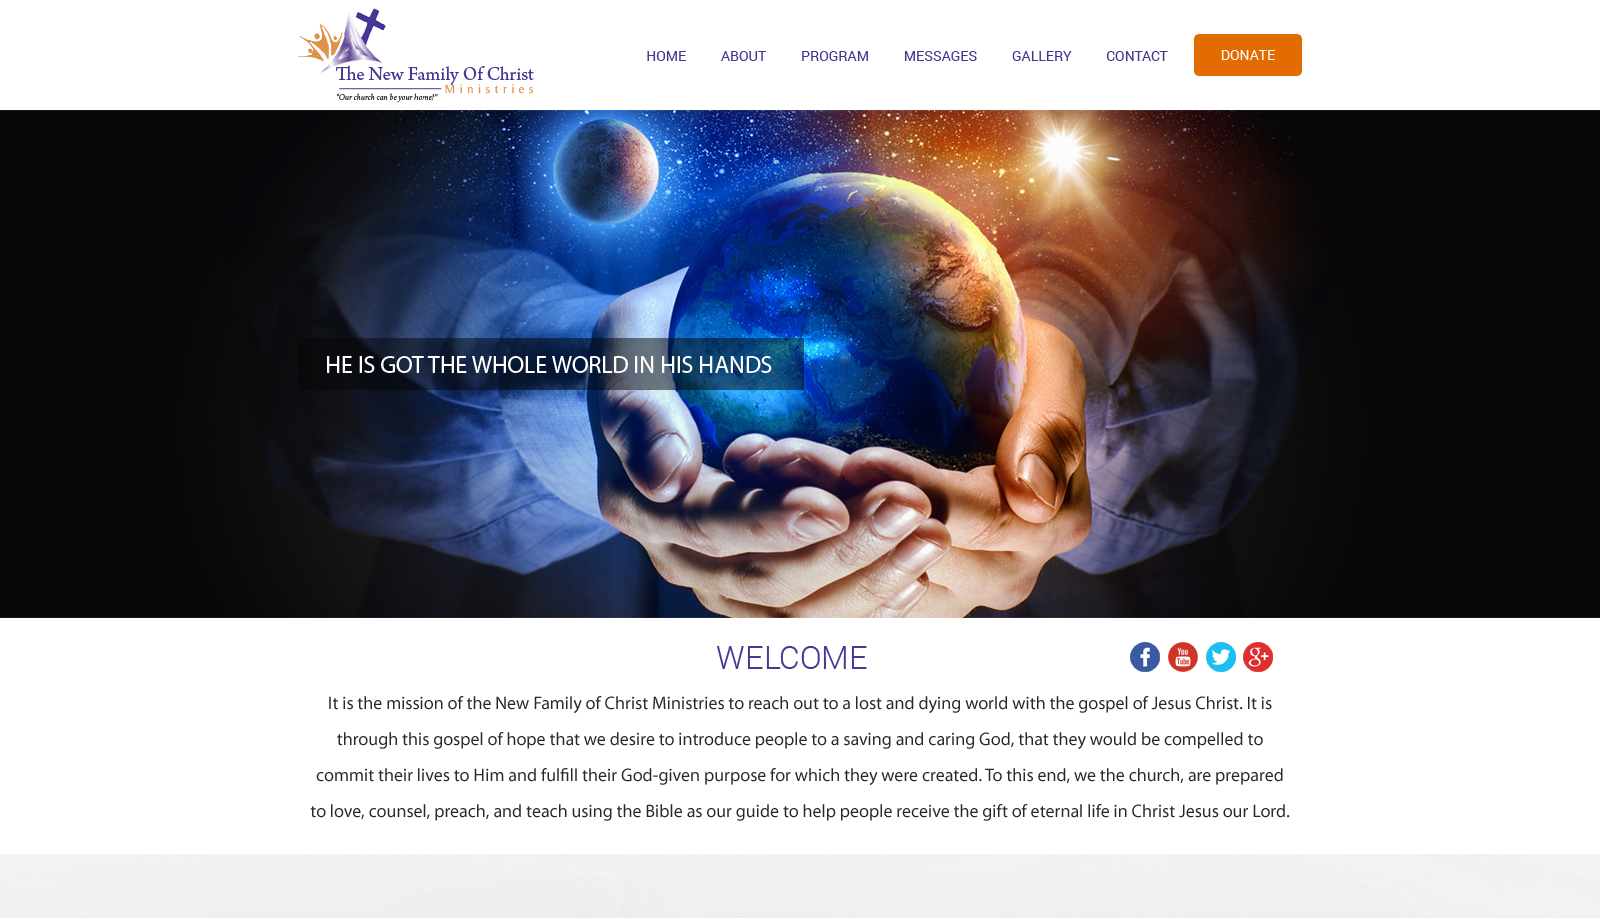 The New Family Of Christ
Ministries
"Our church can be your home!"
HOME ABOUT PROGRAM MESSAGES GALLERY CONTACT DONATE
HE IS GOT THE WHOLE WORLD IN HIS HANDS
WELCOME
You
Tube
g+
It is the mission of the New Family of Christ Ministries to reach out to a lost and dying world with the gospel of Jesus Christ. It is
through this gospel of hope that we desire to introduce people to a saving and caring God, that they would be compelled to
commit their lives to Him and fulfill their God-given purpose for which they were created. To this end, we the church, are prepared
to love, counsel, preach, and teach using the Bible as our guide to help people receive the gift of eternal life in Christ Jesus our Lord.